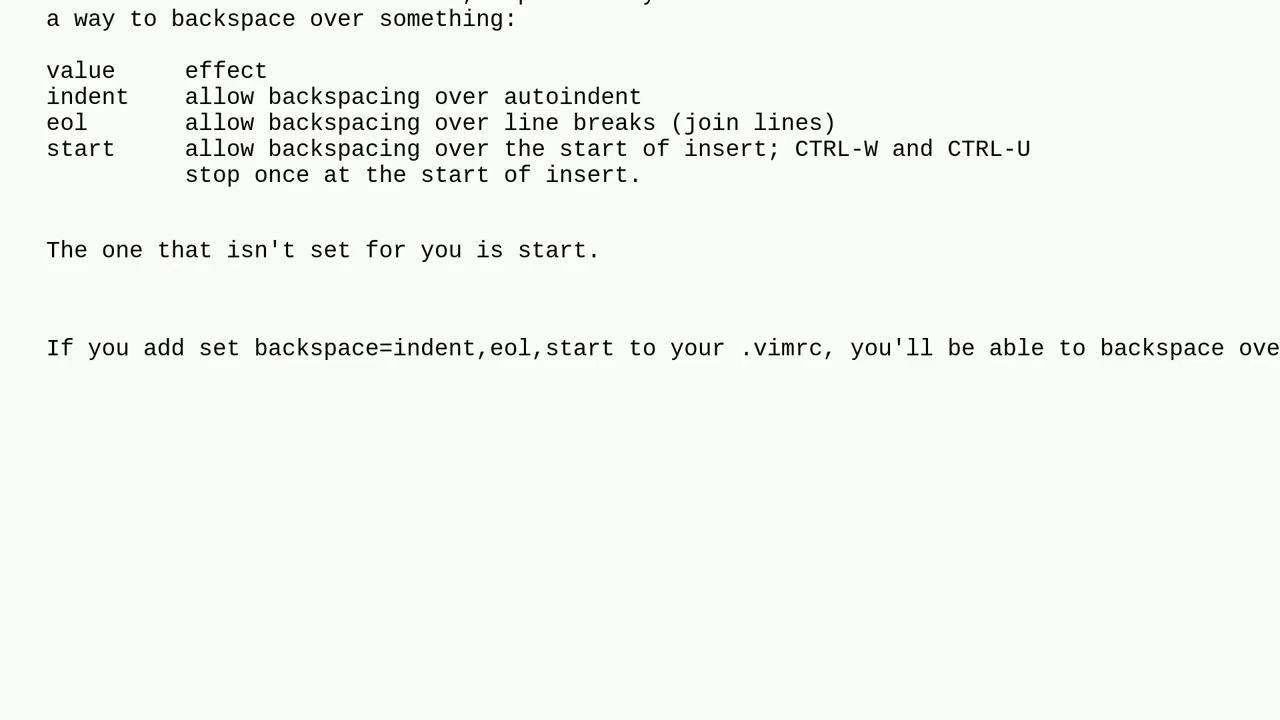 a way to backspace over something:
value effect
indent allow backspacing over autoindent
eol allow backspacing over line breaks (join lines)
start allow backspacing over the start of insert; CTRL-W and CTRL-U
stop once at the start of insert.
The one that isn't set for you is start.
If you add set backspace=indent,eol,start to your .vimrc, you'll be able to backspace ove